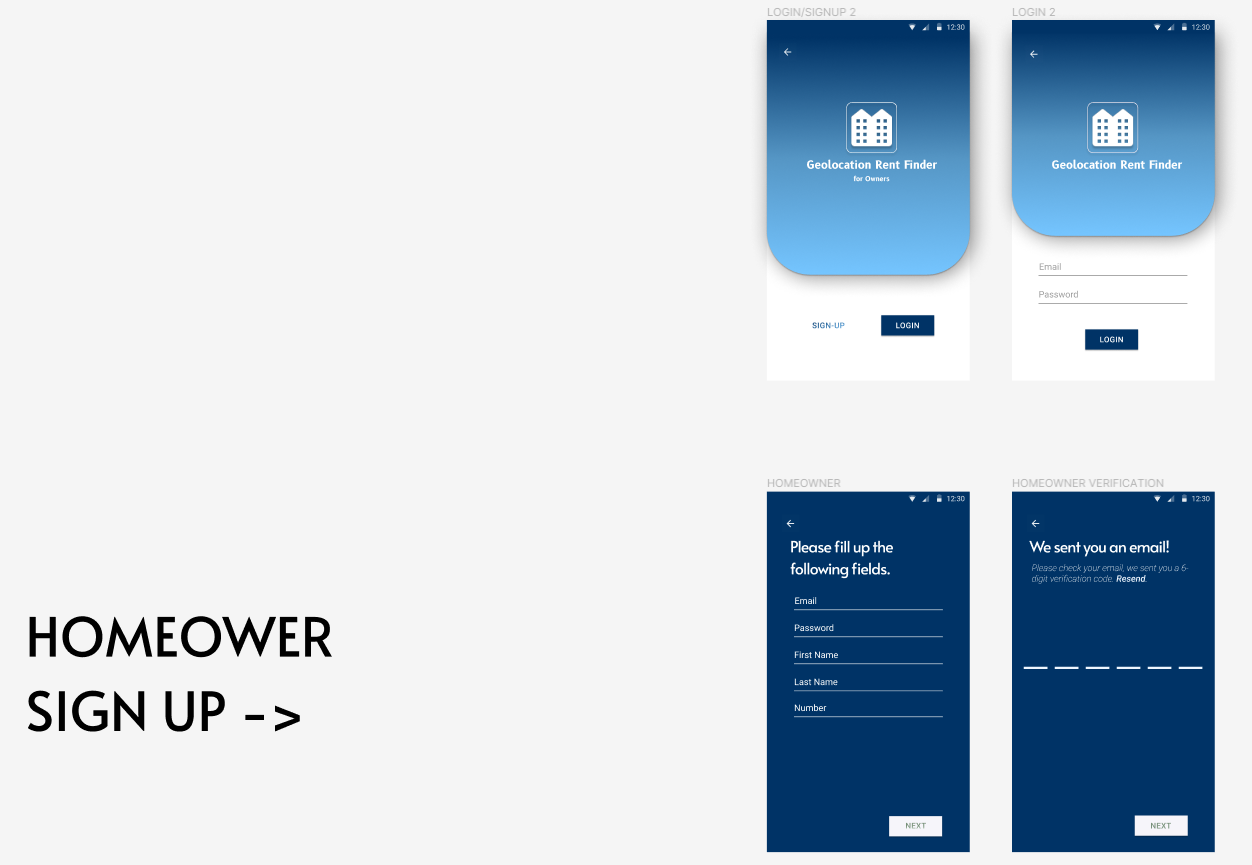 LOGIN/SIGNUP 2
12:30
Geolocation Rent Finder
for Owners
SIGN-UP
LOGIN
LOGIN 2
12:30
Geolocation Rent Finder
Email
Password
LOGIN
HOMEOWER
SIGN UP ->
HOMEOWNER
12:30
Please fill up the
following fields.
Email
Password
First Name
Last Name
Number
NEXT
HOMEOWNER VERIFICATION
12:30
We sent you an email!
Please check your email, we sent you a 6-
digit verification code. Resend.
NEXT